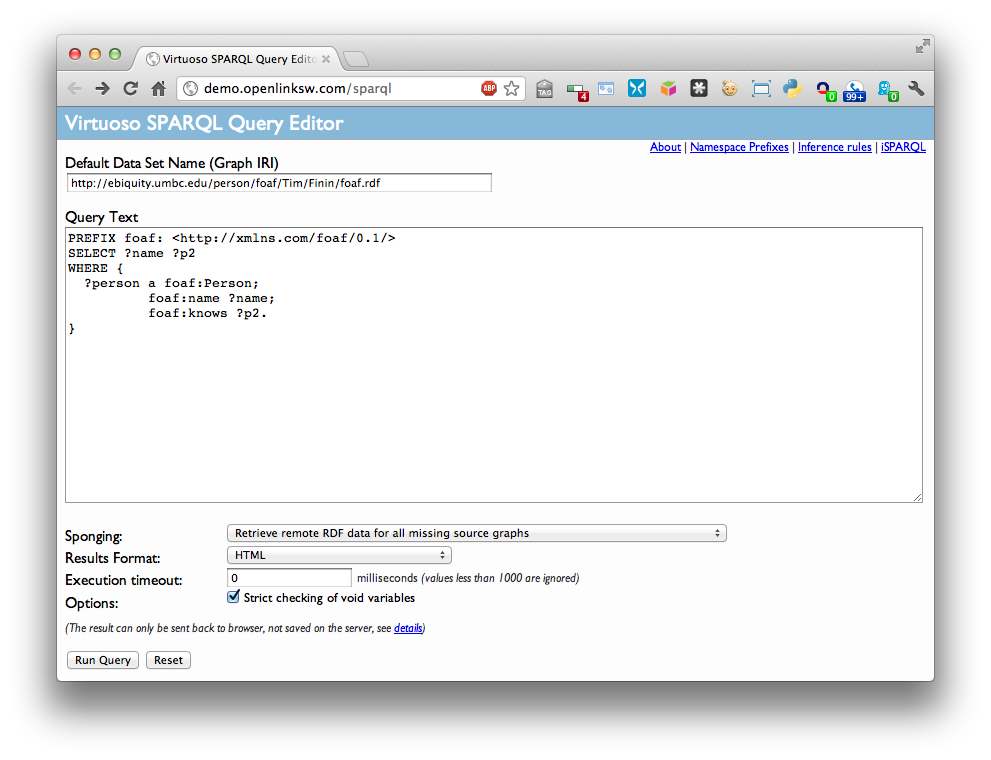 Virtuoso SPARQL Query Edito
demo.openlinksw.com/sparql
ABP
TAG
4
0
99+
0
Virtuoso SPARQL Query Editor
About | Namespace Prefixes | Inference rules | iSPARQL
Default Data Set Name (Graph IRI)
http://ebiquity.umbc.edu/person/foaf/Tim/Finin/foaf.rdf
Query Text
PREFIX foaf: <http://xmlns.com/foaf/0.1/>
SELECT ?name ?p2
WHERE {
?person a foaf:Person;
foaf:name ?name;
foaf:knows ?p2.
}
Sponging: Retrieve remote RDF data for all missing source graphs
Results Format: HTML
Execution timeout: 0 milliseconds (values less than 1000 are ignored)
Options: Strict checking of void variables
(The result can only be sent back to browser, not saved on the server, see details)
Run Query Reset